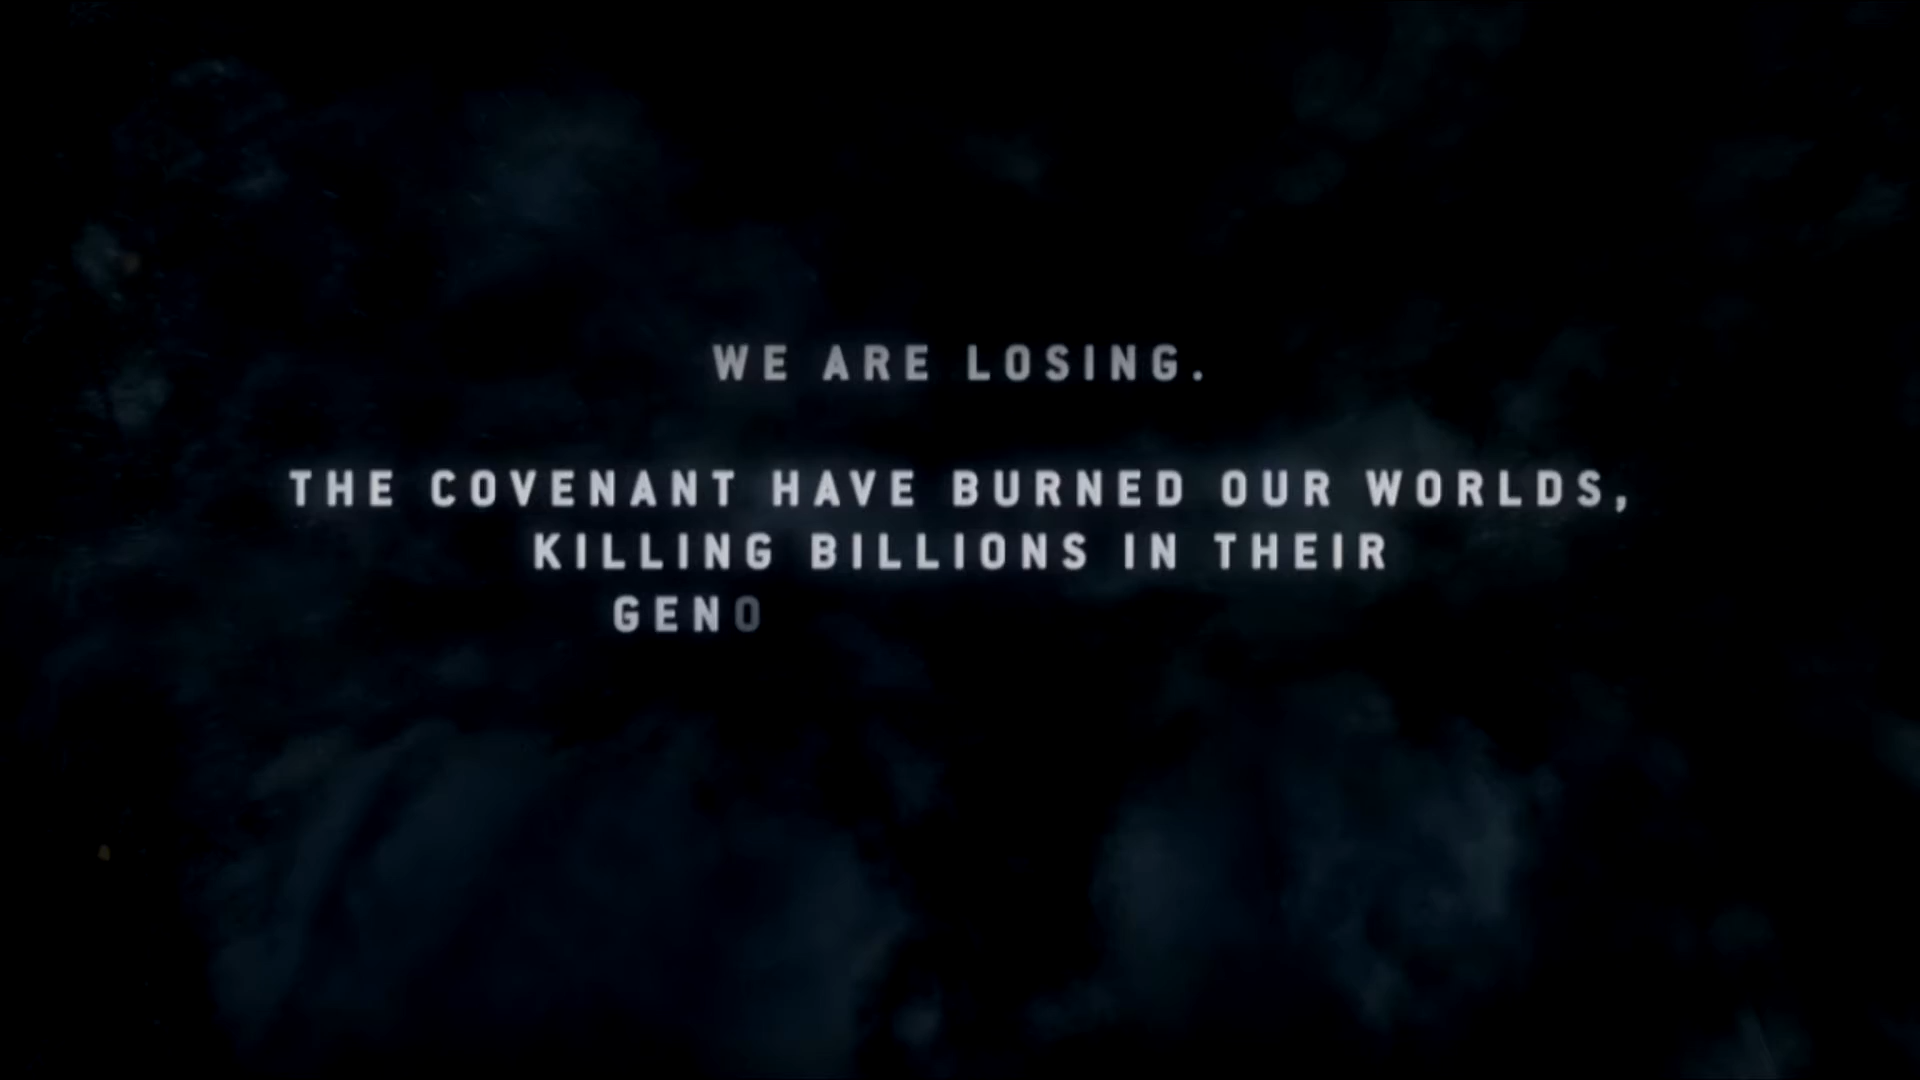 WE ARE LOSING.
THE COVENANT HAVE BURNED OUR WORLDS,
KILLING BILLIONS IN THEIR
GENO